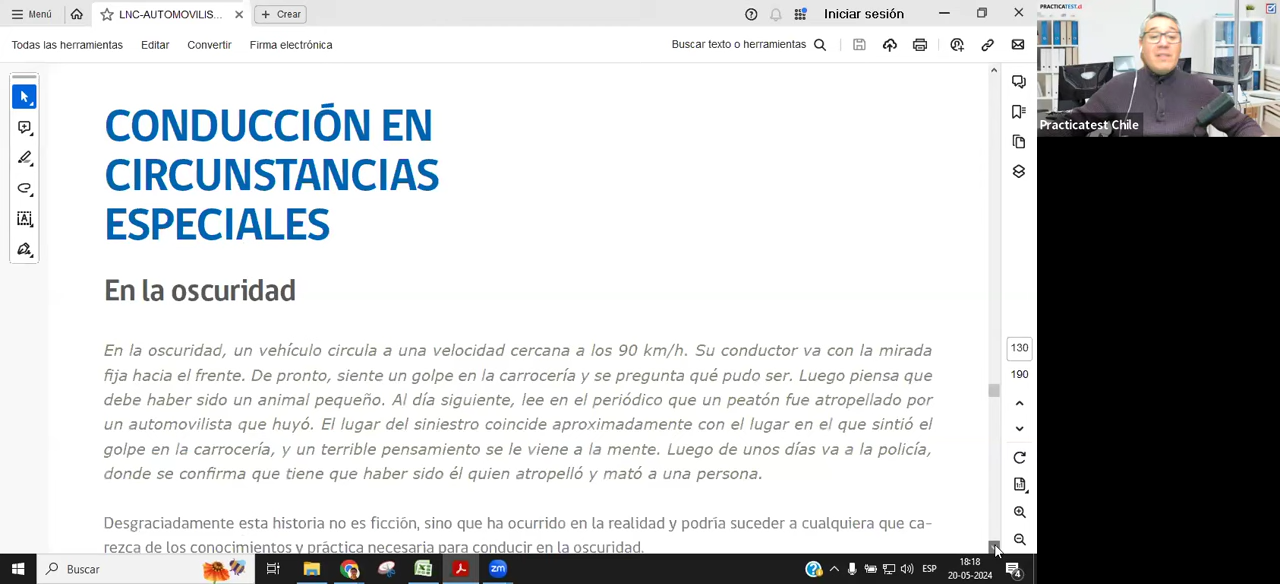 Menú
LNC-AUTOMOVILIS...
Crear
Iniciar sesión
Todas las herramientas
Editar
Convertir
Firma electrónica
Buscar texto o herramientas
PRACTICATEST.cl
Practicatest Chile
CONDUCCIÓN EN
CIRCUNSTANCIAS
ESPECIALES
En la oscuridad
En la oscuridad, un vehículo circula a una velocidad cercana a los 90 km/h. Su conductor va con la mirada
fija hacia el frente. De pronto, siente un golpe en la carrocería y se pregunta qué pudo ser. Luego piensa que
debe haber sido un animal pequeño. Al día siguiente, lee en el periódico que un peatón fue atropellado por
un automovilista que huyó. El lugar del siniestro coincide aproximadamente con el lugar en el que sintió el
golpe en la carrocería, y un terrible pensamiento se le viene a la mente. Luego de unos días va a la policía,
donde se confirma que tiene que haber sido él quien atropelló y mató a una persona.
Desgraciadamente esta historia no es ficción, sino que ha ocurrido en la realidad y podría suceder a cualquiera que ca-
rezca de los conocimientos y práctica necesaria para conducir en la oscuridad.
130
190
Buscar
zm
ESP
18:18
20-05-2024
4